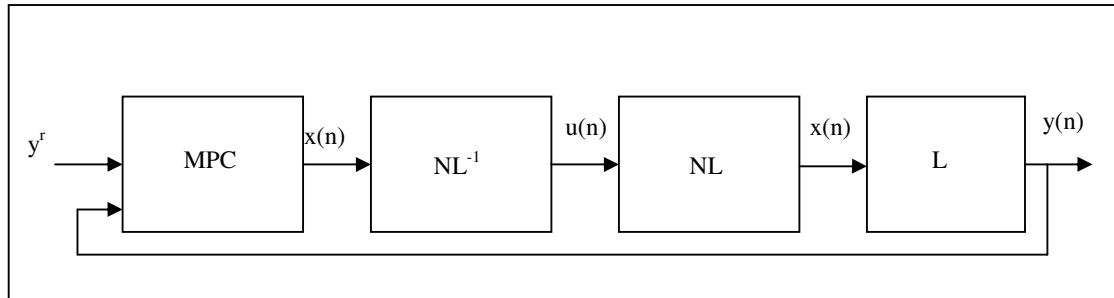 y^r
MPC
x(n)
NL^-1
u(n)
NL
x(n)
L
y(n)